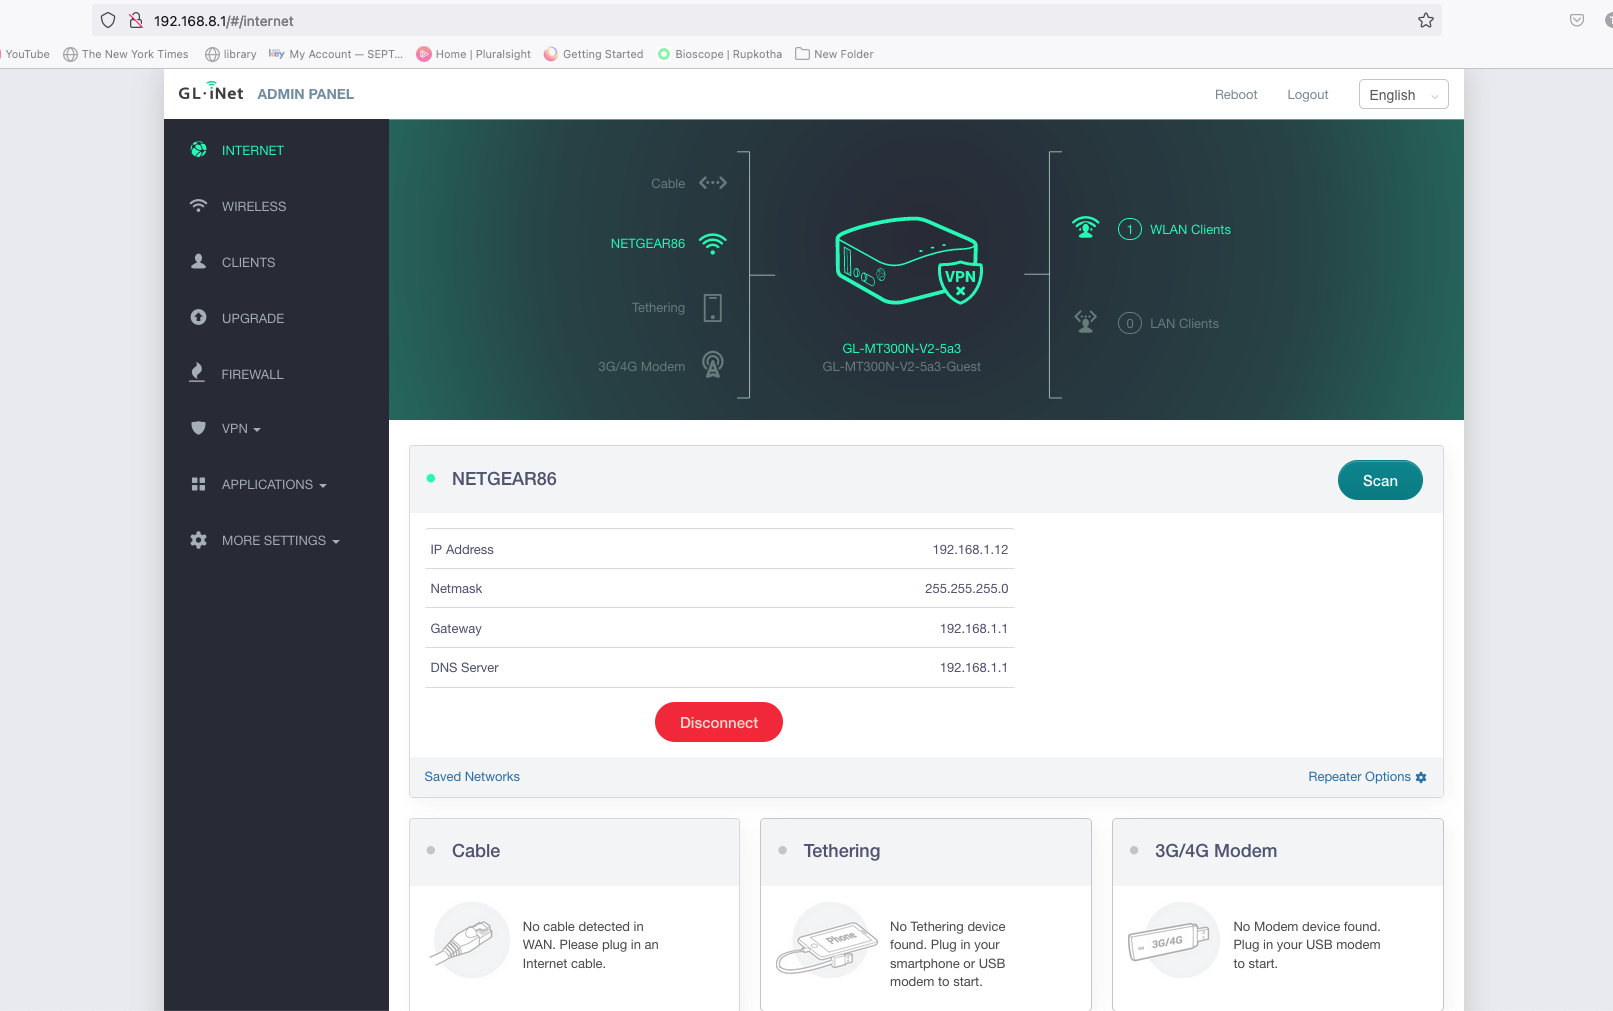 192.168.8.1/#/internet
YouTube
The New York Times
library
My Account — SEPT...
Home | Pluralsight
Getting Started
Bioscope | Rupkotha
New Folder
GL·iNet ADMIN PANEL
Reboot
Logout
English
INTERNET
WIRELESS
CLIENTS
UPGRADE
FIREWALL
VPN
APPLICATIONS
MORE SETTINGS
Cable
NETGEAR86
Tethering
3G/4G Modem
VPN
GL-MT300N-V2-5a3
GL-MT300N-V2-5a3-Guest
1 WLAN Clients
0 LAN Clients
NETGEAR86
Scan
IP Address 192.168.1.12
Netmask 255.255.255.0
Gateway 192.168.1.1
DNS Server 192.168.1.1
Disconnect
Saved Networks
Repeater Options
Cable
No cable detected in
WAN. Please plug in an
Internet cable.
Tethering
Phone
No Tethering device
found. Plug in your
smartphone or USB
modem to start.
3G/4G Modem
3G/4G
No Modem device found.
Plug in your USB modem
to start.